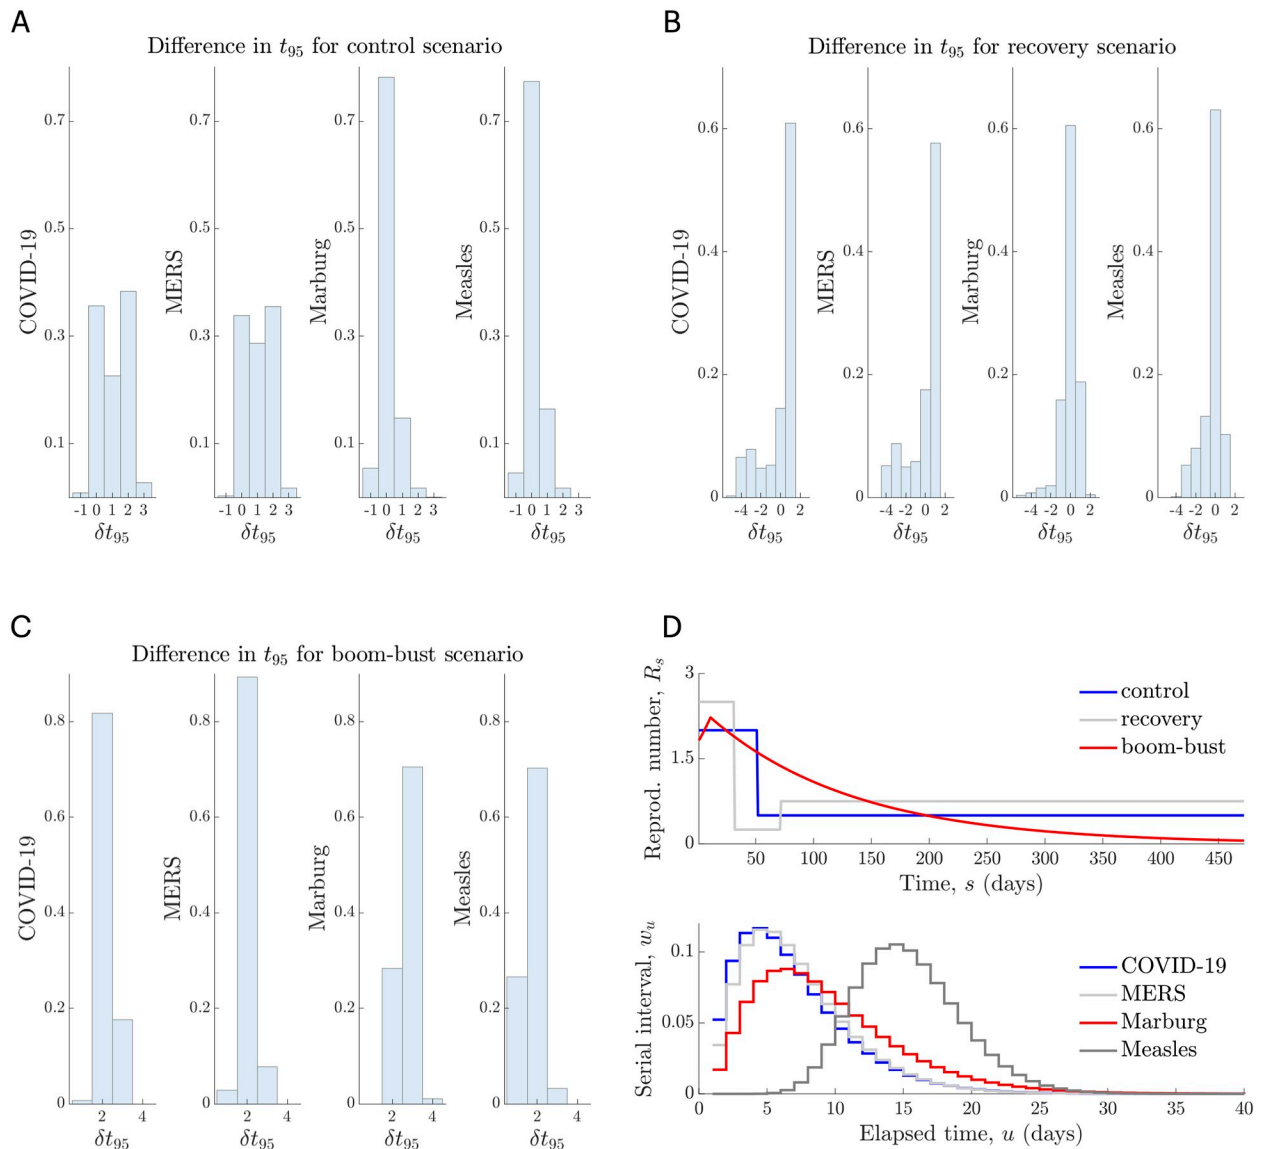 A
Difference in t95 for control scenario
COVID-19
0.7
0.5
0.3
0.1
-1 0 1 2 3
δt95
MERS
0.7
0.5
0.3
0.1
-1 0 1 2 3
δt95
Marburg
0.7
0.5
0.3
0.1
-1 0 1 2 3
δt95
Measles
0.7
0.5
0.3
0.1
-1 0 1 2 3
δt95
B
Difference in t95 for recovery scenario
COVID-19
0.6
0.4
0.2
0
-4 -2 0 2
δt95
MERS
0.6
0.4
0.2
0
-4 -2 0 2
δt95
Marburg
0.6
0.4
0.2
0
-4 -2 0 2
δt95
Measles
0.6
0.4
0.2
0
-4 -2 0 2
δt95
C
Difference in t95 for boom-bust scenario
COVID-19
0.8
0.6
0.4
0.2
0
2 4
δt95
MERS
0.8
0.6
0.4
0.2
0
2 4
δt95
Marburg
0.8
0.6
0.4
0.2
0
2 4
δt95
Measles
0.8
0.6
0.4
0.2
0
2 4
δt95
D
Reprod. number, Rs
3
1.5
0
control
recovery
boom-bust
50 100 150 200 250 300 350 400 450
Time, s (days)
Serial interval, wu
0.1
0.05
0
COVID-19
MERS
Marburg
Measles
0 5 10 15 20 25 30 35 40
Elapsed time, u (days)